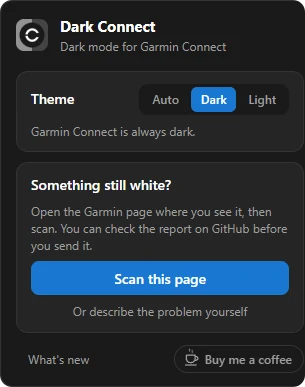 Dark Connect
Dark mode for Garmin Connect
Theme
Auto
Dark
Light
Garmin Connect is always dark.
Something still white?
Open the Garmin page where you see it, then
scan. You can check the report on GitHub before
you send it.
Scan this page
Or describe the problem yourself
What's new
Buy me a coffee